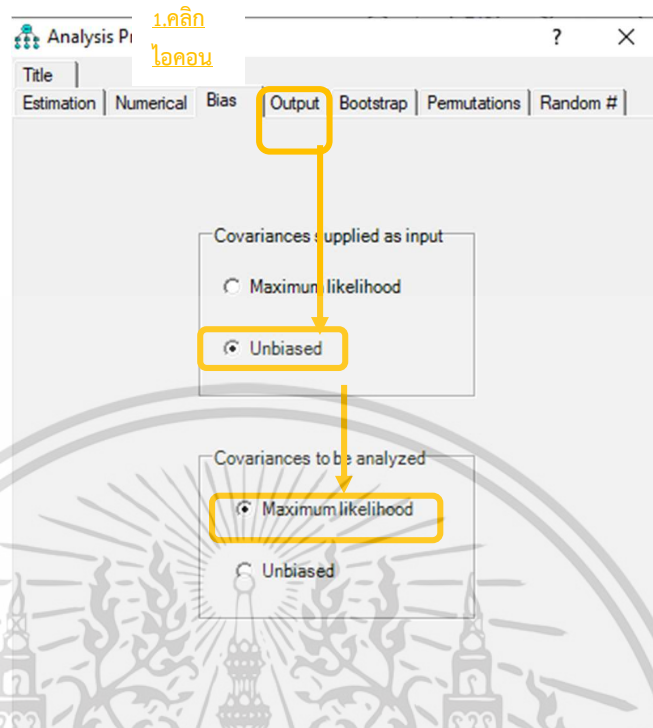 1.คลิก
ไอคอน
Analysis Pr
? ×
Title
Estimation Numerical Bias Output Bootstrap Permutations Random #
Covariances supplied as input
Maximum likelihood
Unbiased
Covariances to be analyzed
Maximum likelihood
Unbiased